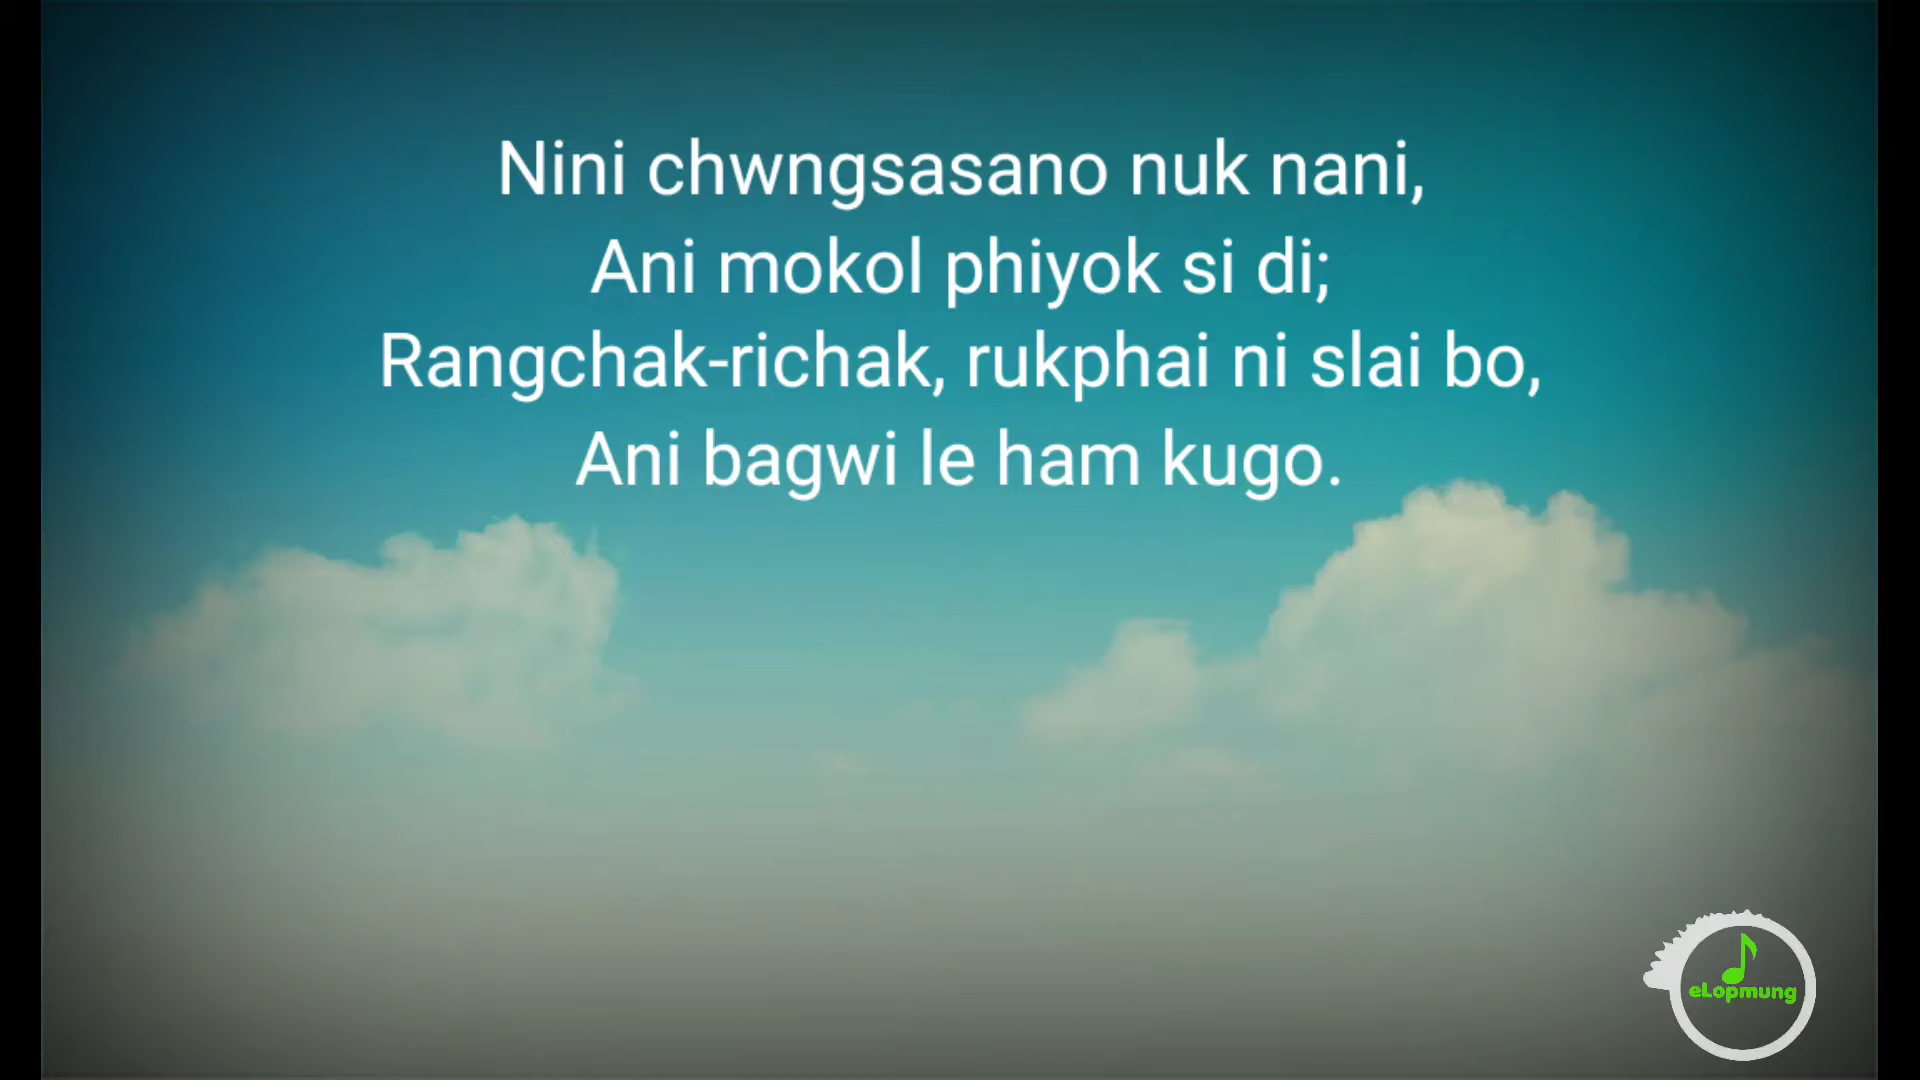 Nini chwngsasano nuk nani,
Ani mokol phiyok si di;
Rangchak-richak, rukphai ni slai bo,
Ani bagwi le ham kugo.
eLopmung